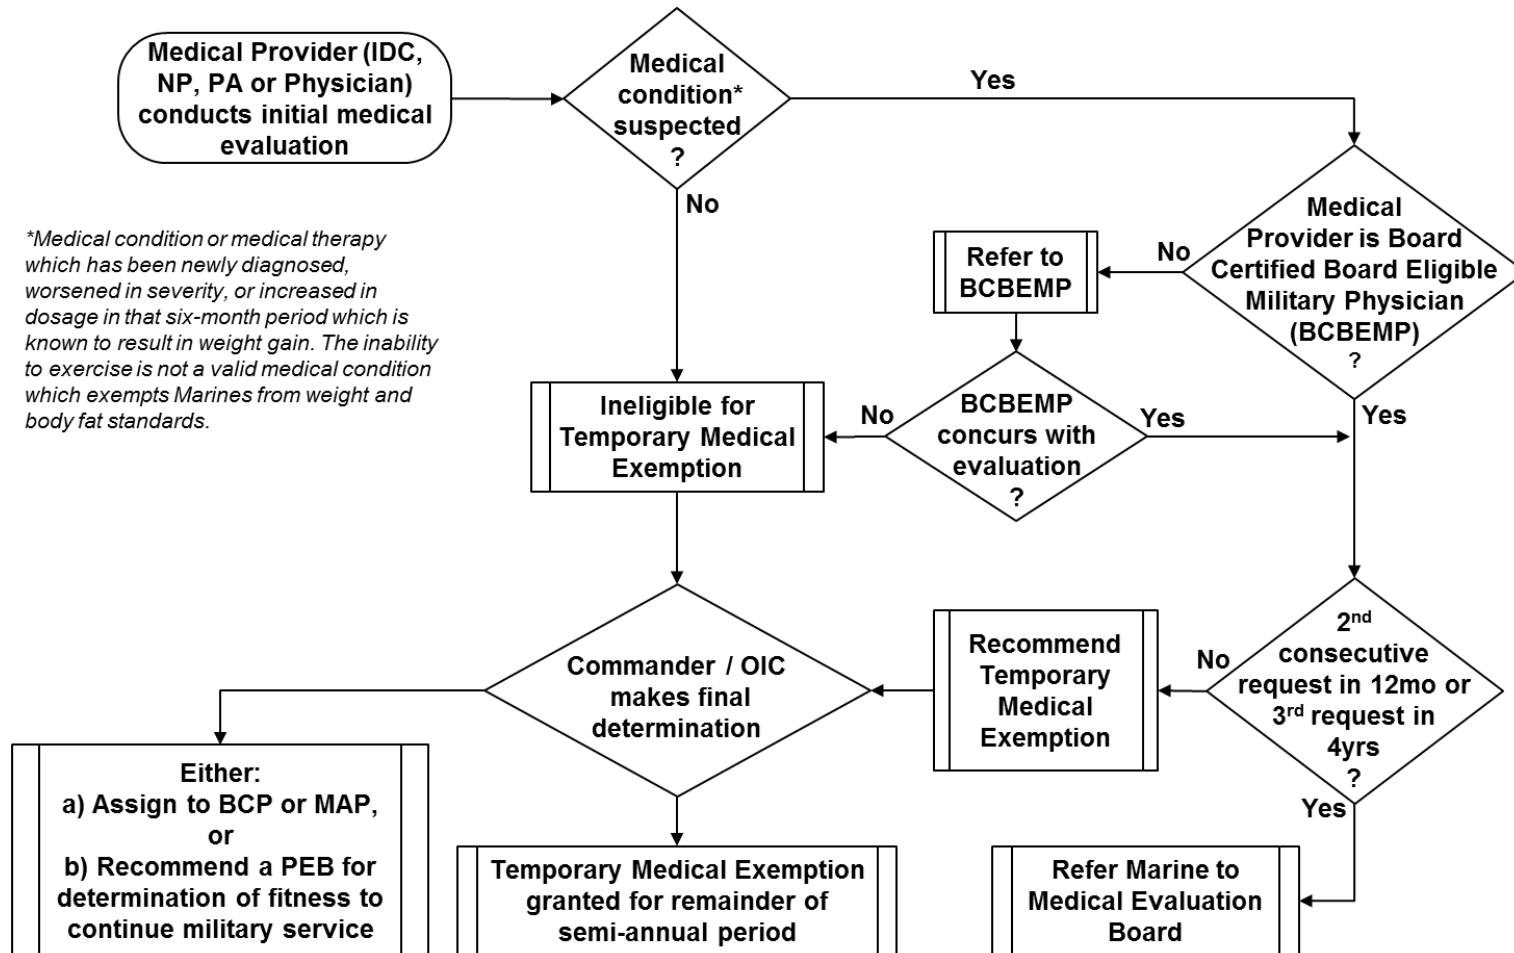 Medical Provider (IDC,
NP, PA or Physician)
conducts initial medical
evaluation
Medical
condition*
suspected
?
Yes
No
*Medical condition or medical therapy
which has been newly diagnosed,
worsened in severity, or increased in
dosage in that six-month period which is
known to result in weight gain. The inability
to exercise is not a valid medical condition
which exempts Marines from weight and
body fat standards.
Medical
Provider is Board
Certified Board Eligible
Military Physician
(BCBEMP)
?
No
Yes
Refer to
BCBEMP
BCBEMP
concurs with
evaluation
?
No
Yes
Ineligible for
Temporary Medical
Exemption
2nd
consecutive
request in 12mo or
3rd request in
4yrs
?
No
Yes
Recommend
Temporary
Medical
Exemption
Commander / OIC
makes final
determination
Either:
a) Assign to BCP or MAP,
or
b) Recommend a PEB for
determination of fitness to
continue military service
Temporary Medical Exemption
granted for remainder of
semi-annual period
Refer Marine to
Medical Evaluation
Board